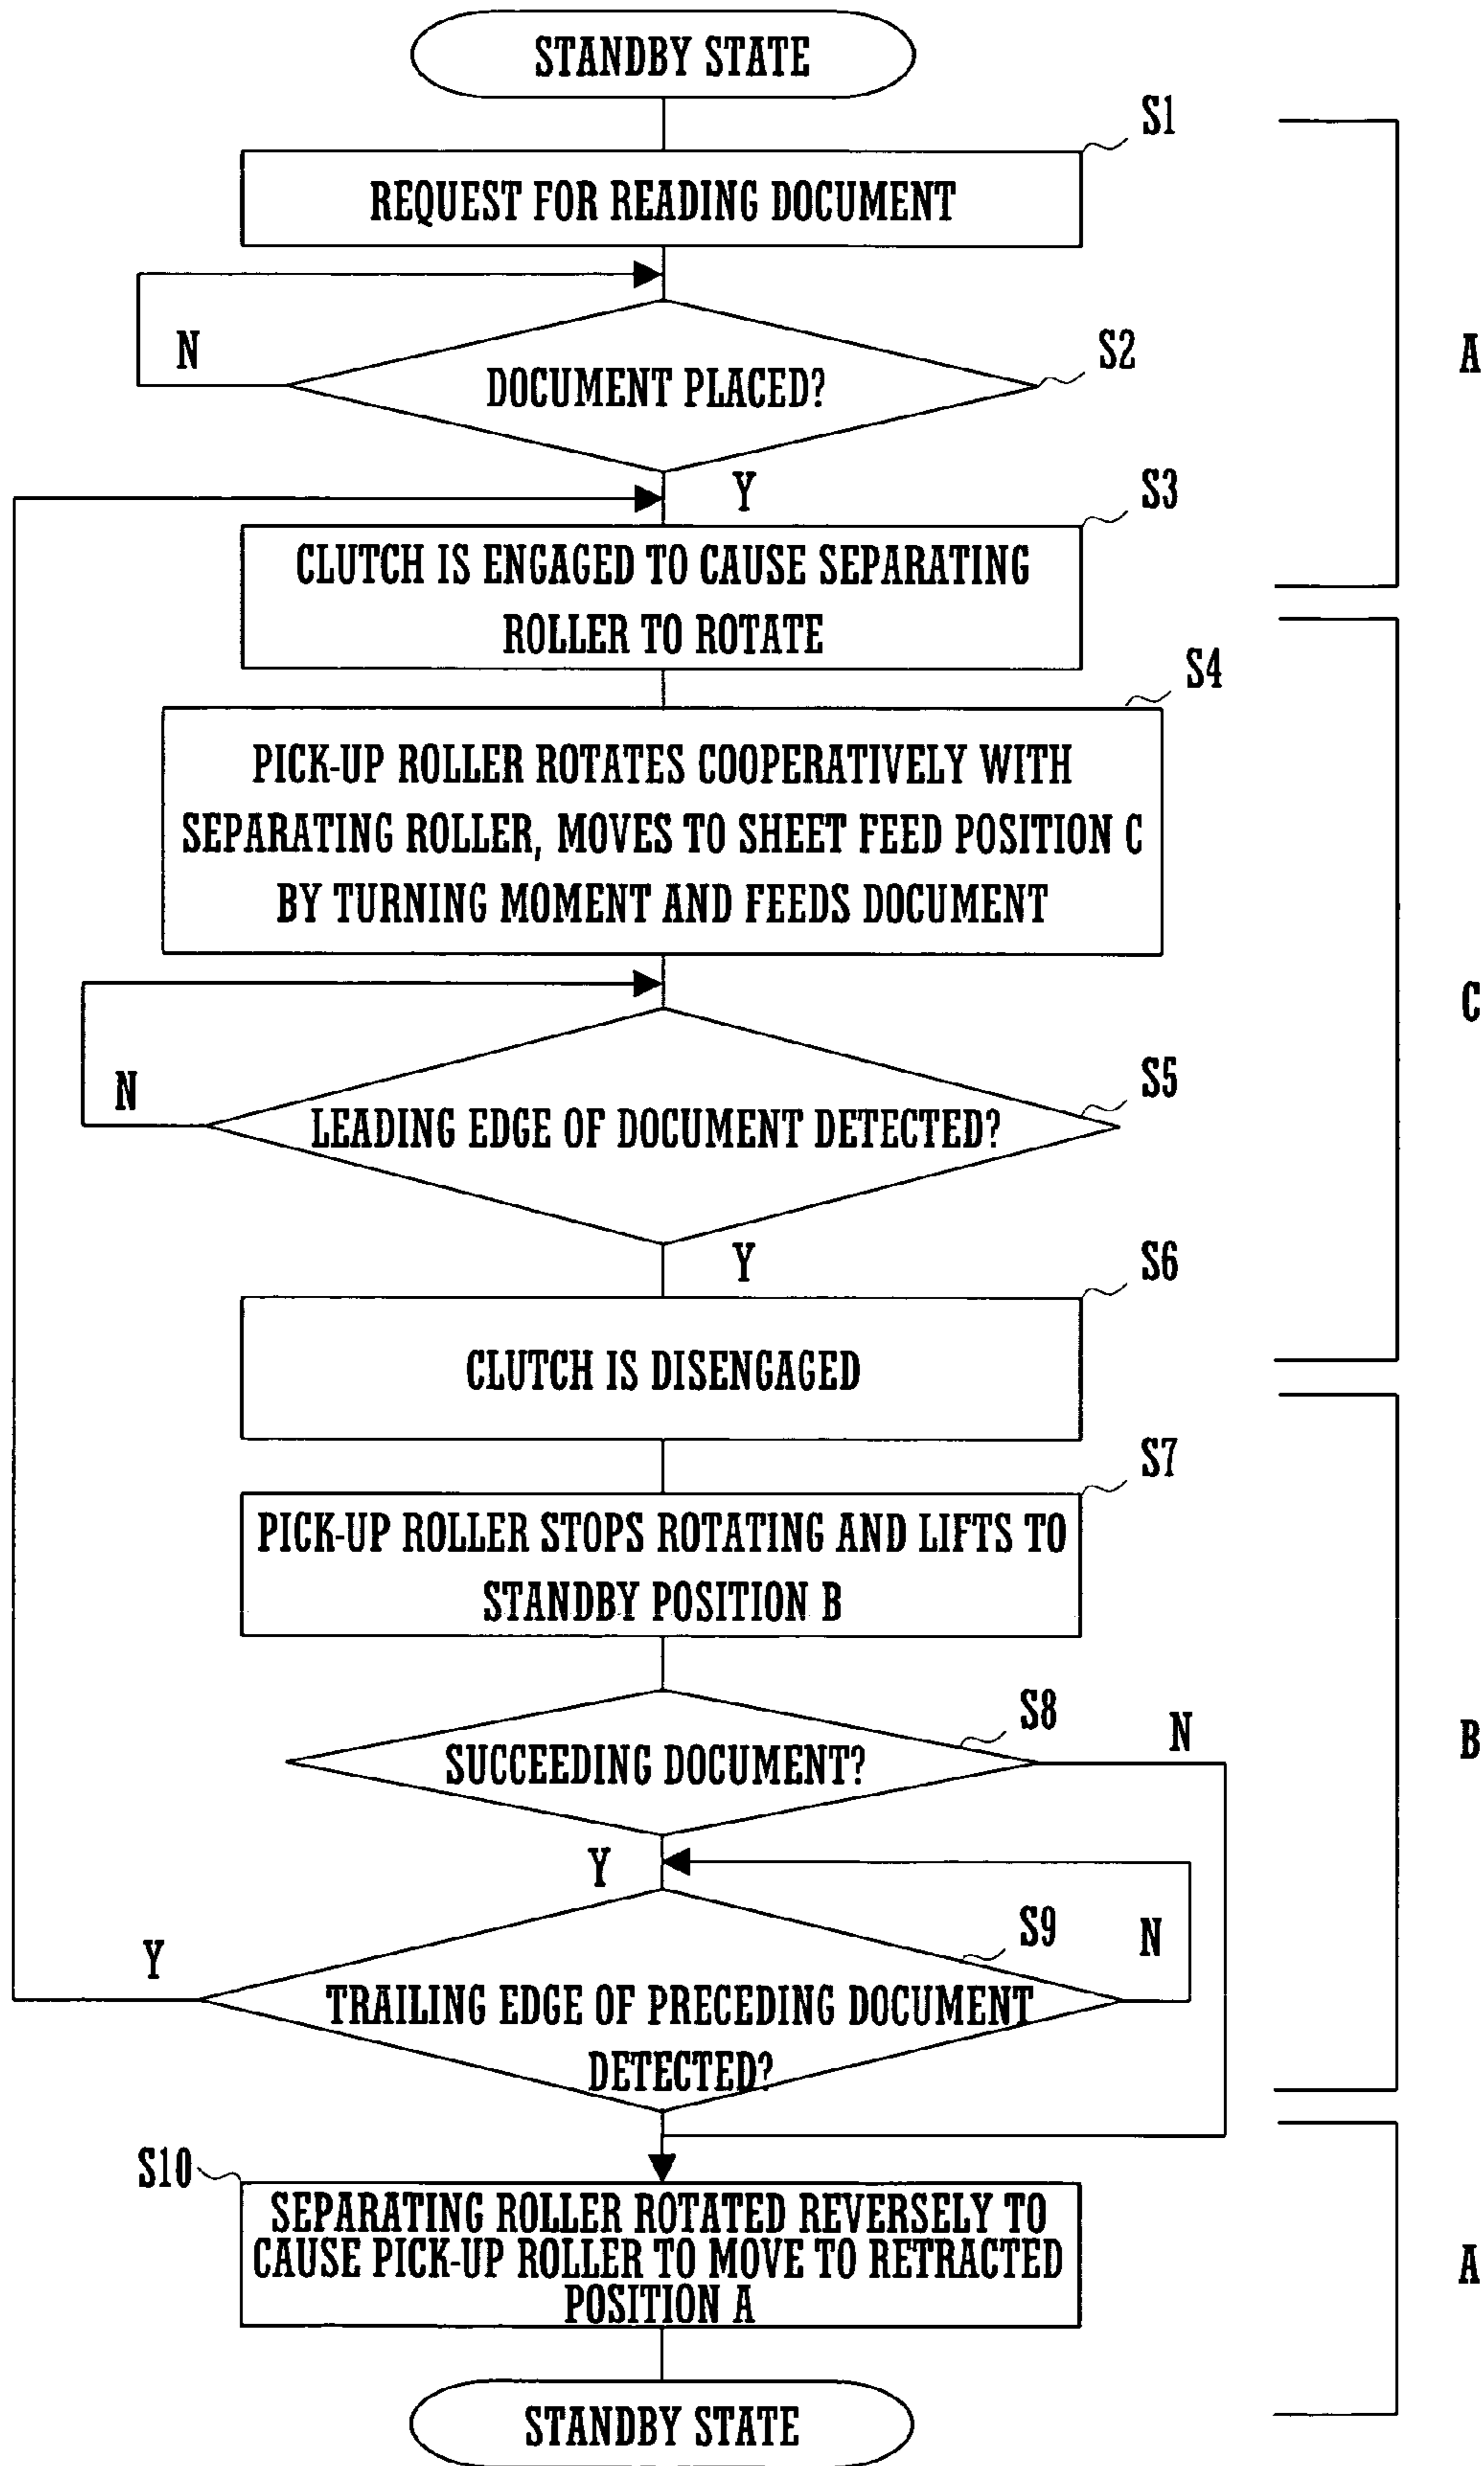 STANDBY STATE
S1
REQUEST FOR READING DOCUMENT
N
S2
DOCUMENT PLACED?
A
Y
S3
CLUTCH IS ENGAGED TO CAUSE SEPARATING
ROLLER TO ROTATE
S4
PICK-UP ROLLER ROTATES COOPERATIVELY WITH
SEPARATING ROLLER, MOVES TO SHEET FEED POSITION C
BY TURNING MOMENT AND FEEDS DOCUMENT
C
N
S5
LEADING EDGE OF DOCUMENT DETECTED?
Y
S6
CLUTCH IS DISENGAGED
S7
PICK-UP ROLLER STOPS ROTATING AND LIFTS TO
STANDBY POSITION B
S8
N
SUCCEEDING DOCUMENT?
B
Y
S9
N
Y
TRAILING EDGE OF PRECEDING DOCUMENT
DETECTED?
S10
SEPARATING ROLLER ROTATED REVERSELY TO
CAUSE PICK-UP ROLLER TO MOVE TO RETRACTED
POSITION A
A
STANDBY STATE